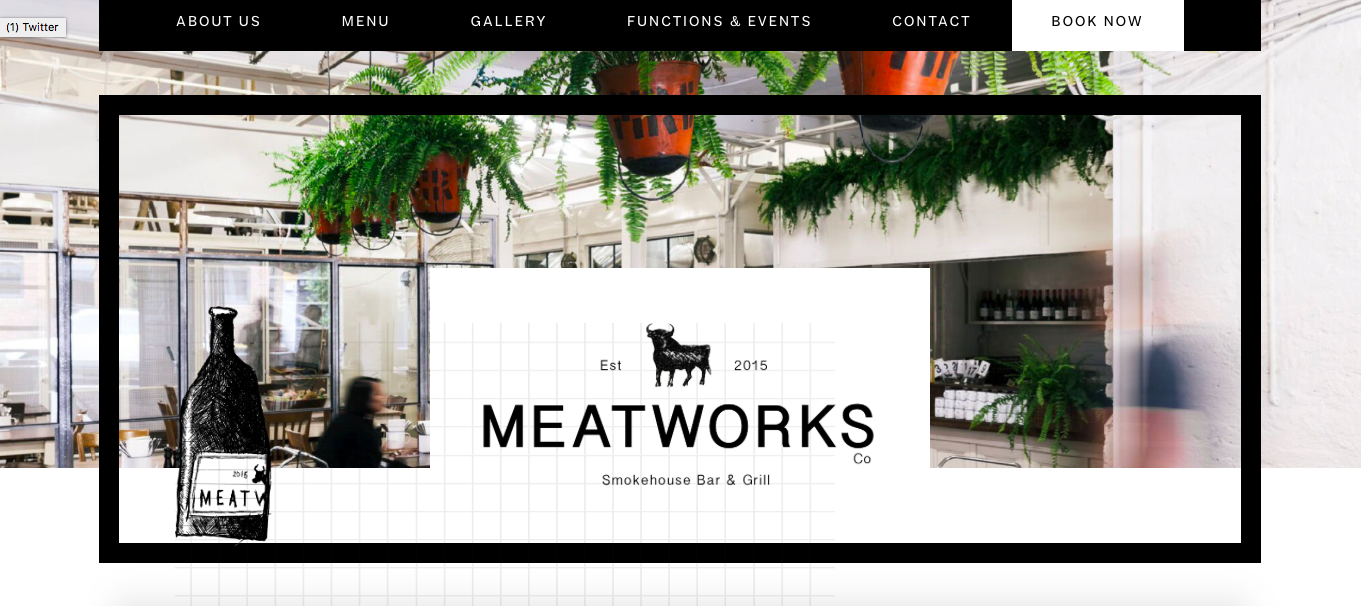 ABOUT US MENU GALLERY FUNCTIONS & EVENTS CONTACT BOOK NOW
(1) Twitter
Est 2015
MEATWORKS
Co
Smokehouse Bar & Grill
2015
MEATW